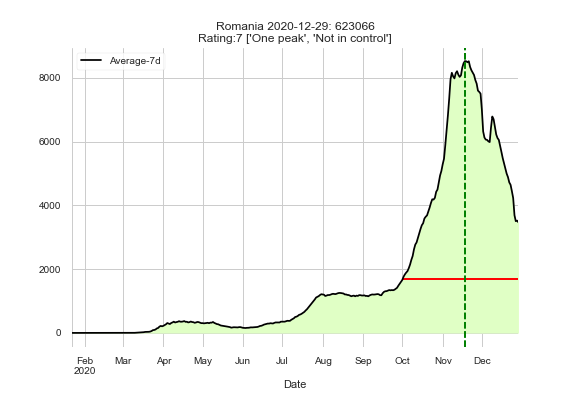 Romania 2020-12-29: 623066
Rating:7 ['One peak', 'Not in control']
Average-7d
8000
6000
4000
2000
0
Feb Mar Apr May Jun Jul Aug Sep Oct Nov Dec
2020
Date